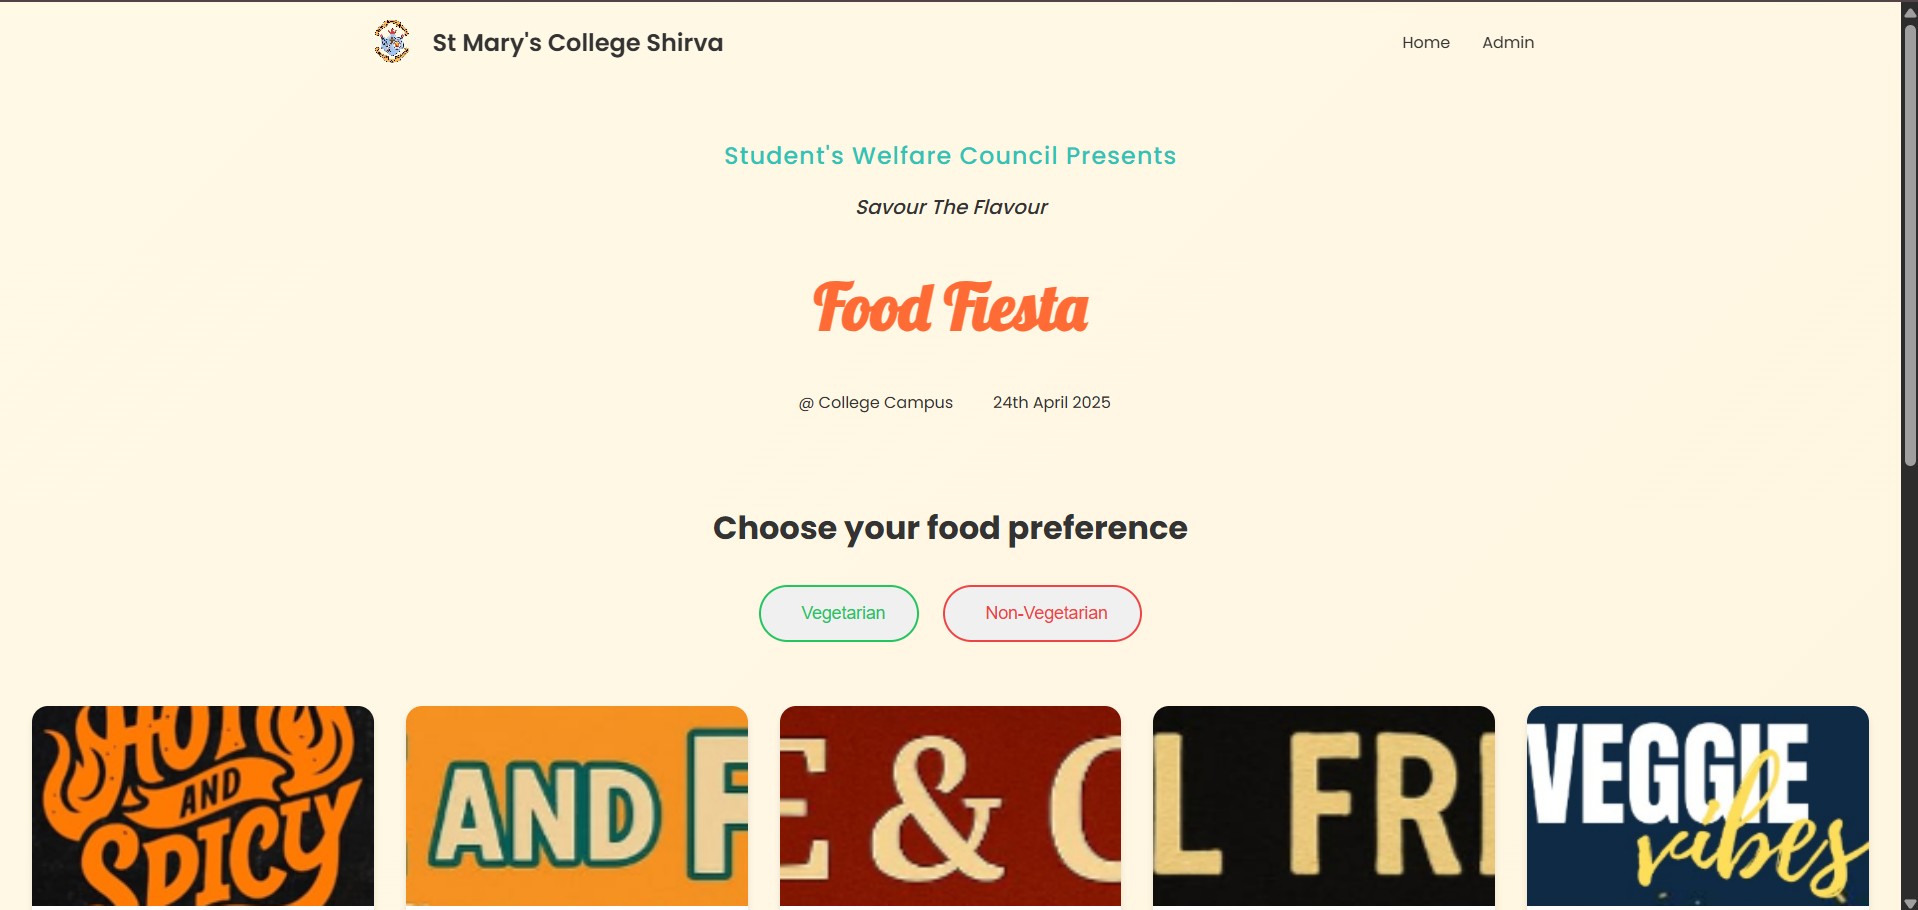 St Mary's College Shirva
Home Admin
Student's Welfare Council Presents
Savour The Flavour
Food Fiesta
@ College Campus 24th April 2025
Choose your food preference
Vegetarian Non-Vegetarian
HOT
AND
SPICY
AND F
E & C
L FRI
VEGGIE
vibes